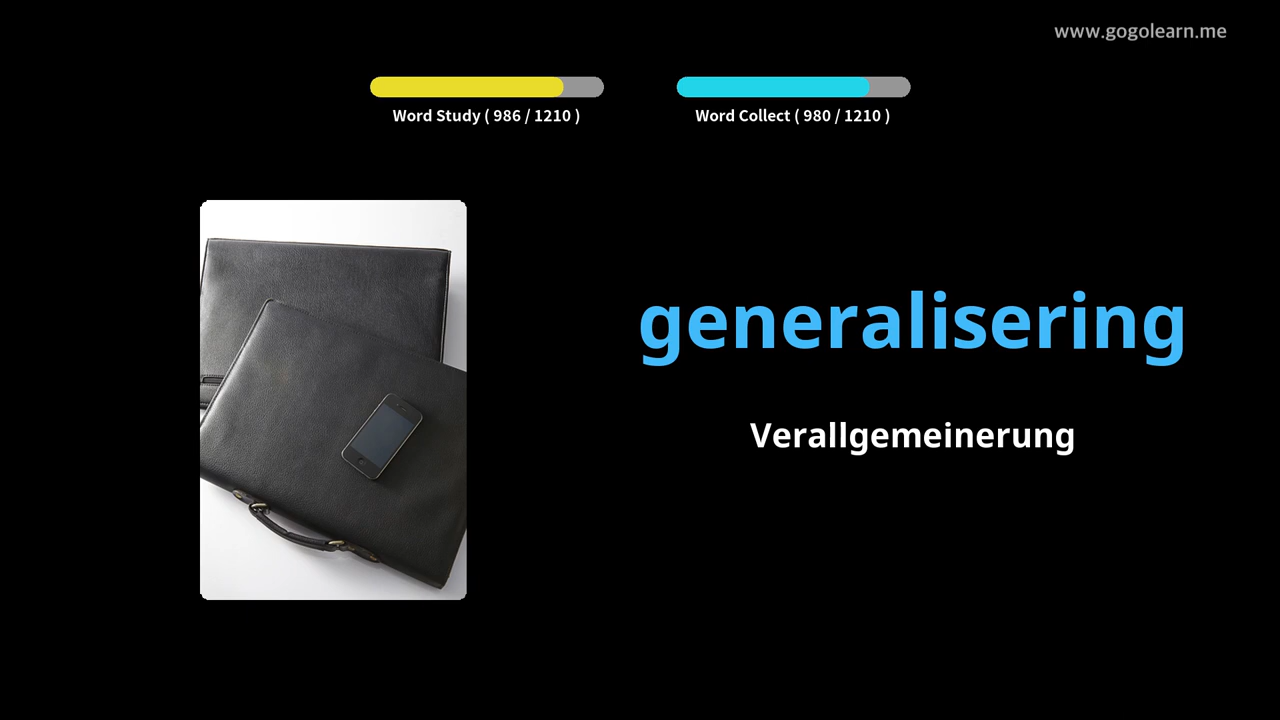 www.gogolearn.me
Word Study ( 986 / 1210 )
Word Collect ( 980 / 1210 )
generalisering
Verallgemeinerung